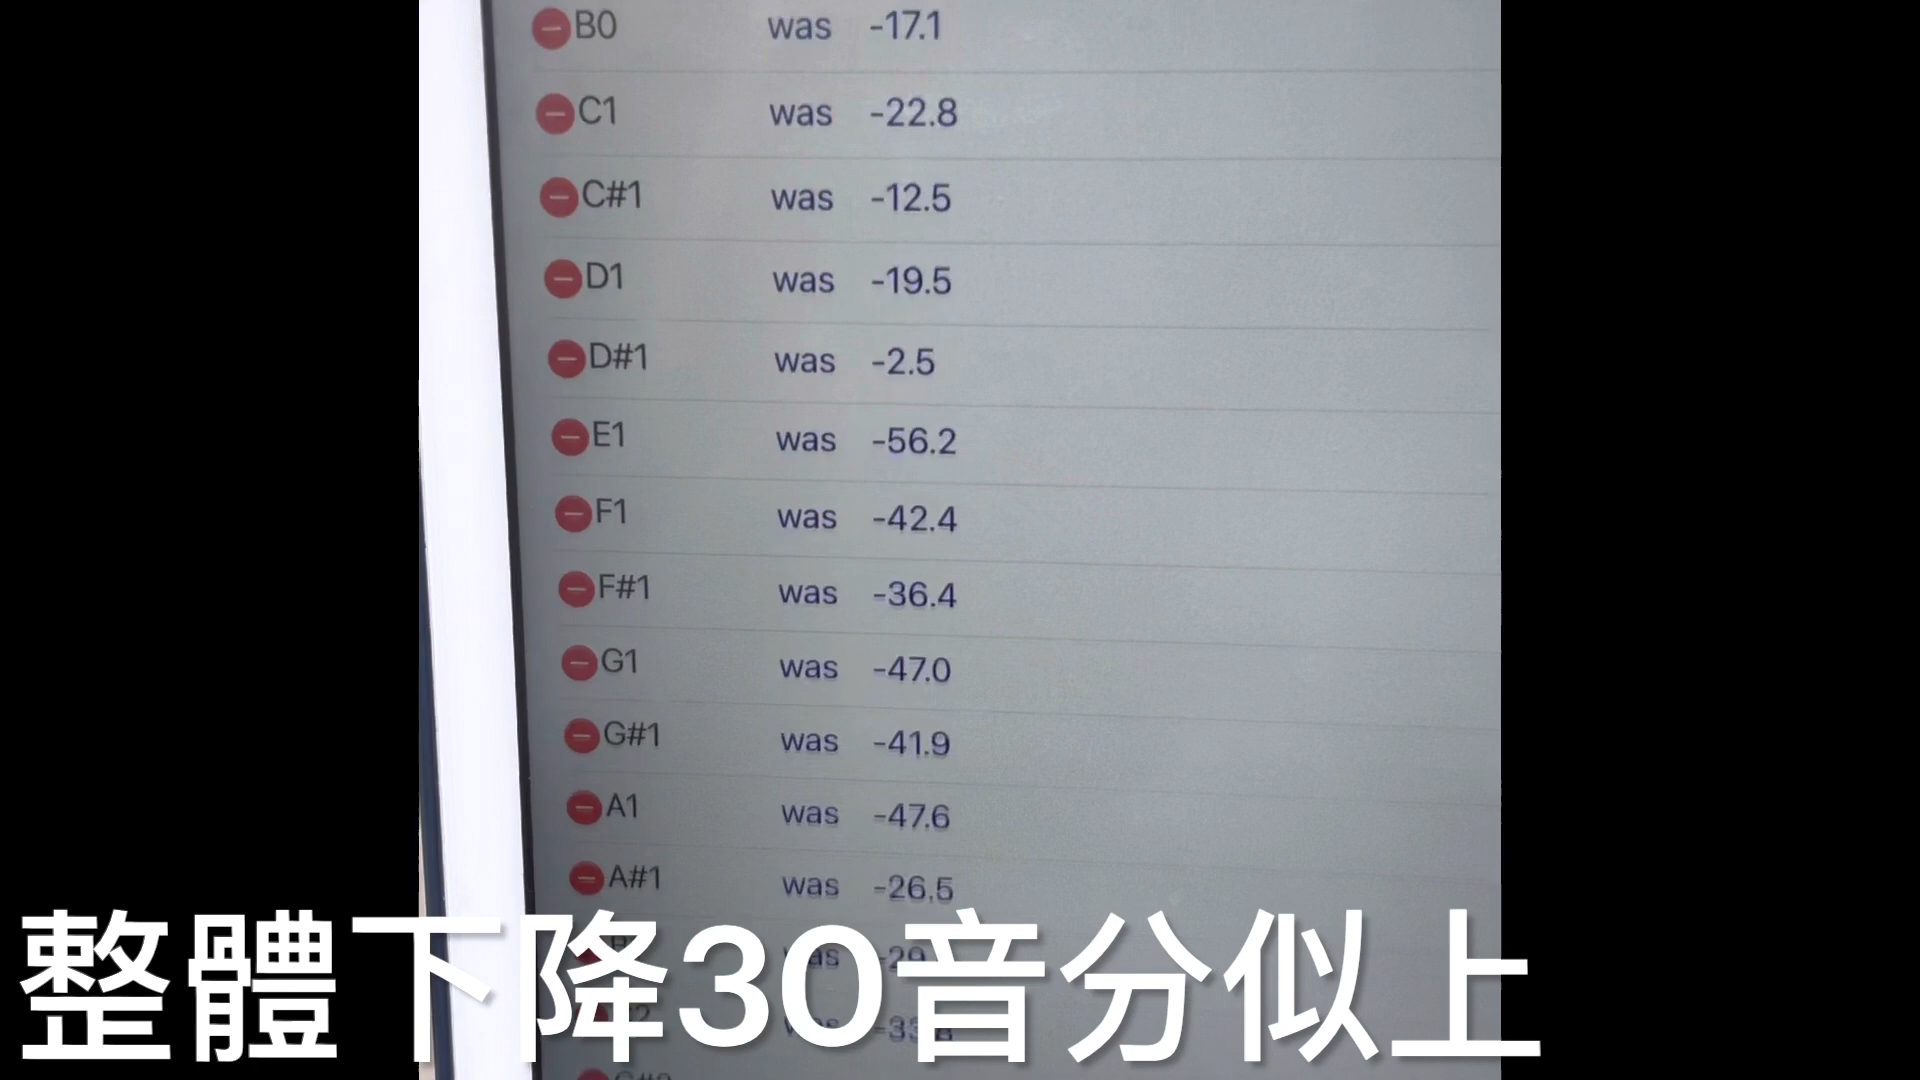 B0 was -17.1
C1 was -22.8
C#1 was -12.5
D1 was -19.5
D#1 was -2.5
E1 was -56.2
F1 was -42.4
F#1 was -36.4
G1 was -47.0
G#1 was -41.9
A1 was -47.6
A#1 was -26.5
整體下降30音分似上